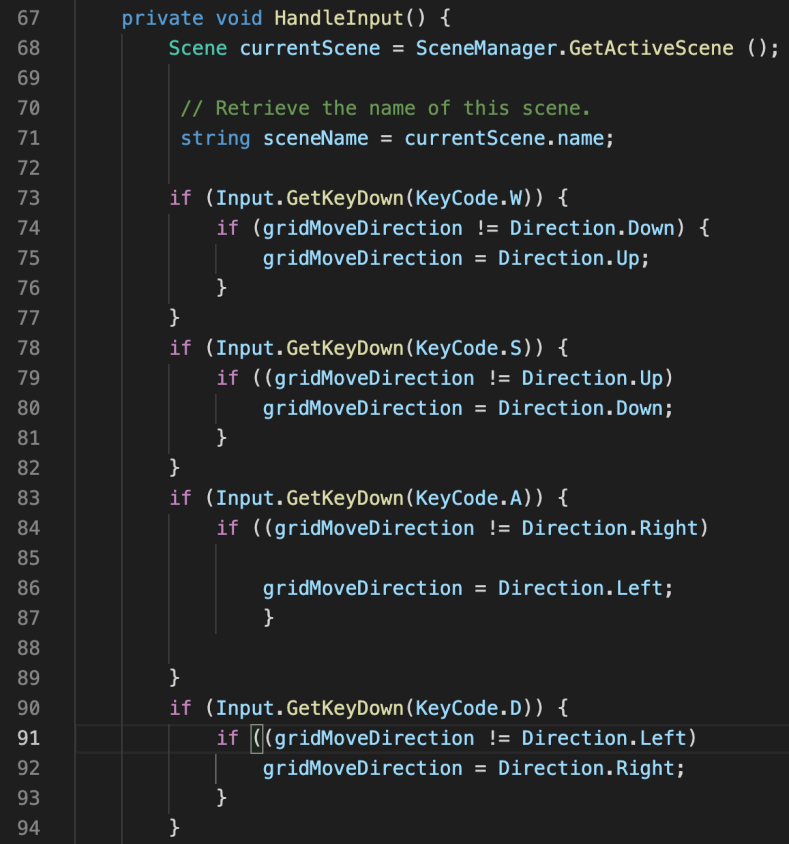 67 private void HandleInput() {
68 Scene currentScene = SceneManager.GetActiveScene ();
69
70 // Retrieve the name of this scene.
71 string sceneName = currentScene.name;
72
73 if (Input.GetKeyDown(KeyCode.W)) {
74 if (gridMoveDirection != Direction.Down) {
75 gridMoveDirection = Direction.Up;
76 }
77 }
78 if (Input.GetKeyDown(KeyCode.S)) {
79 if ((gridMoveDirection != Direction.Up)
80 gridMoveDirection = Direction.Down;
81 }
82 }
83 if (Input.GetKeyDown(KeyCode.A)) {
84 if ((gridMoveDirection != Direction.Right)
85
86 gridMoveDirection = Direction.Left;
87 }
88
89 }
90 if (Input.GetKeyDown(KeyCode.D)) {
91 if ((gridMoveDirection != Direction.Left)
92 gridMoveDirection = Direction.Right;
93 }
94 }